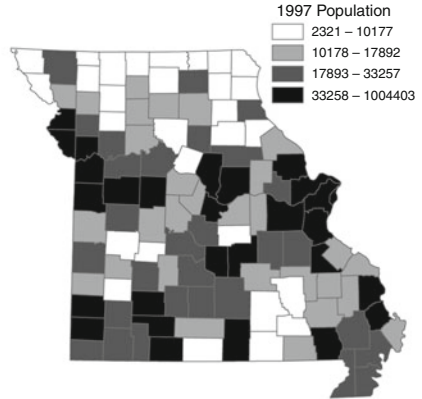 1997 Population
2321 – 10177
10178 – 17892
17893 – 33257
33258 – 1004403